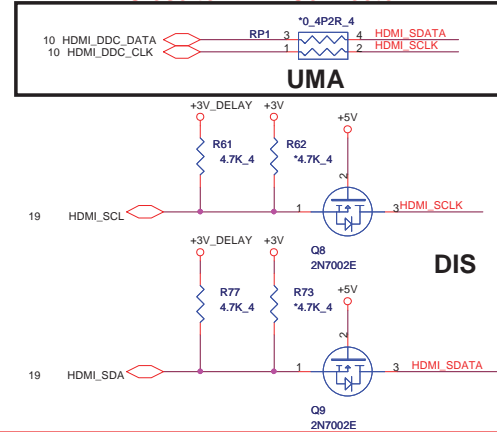 *0_4P2R_4
10 HDMI_DDC_DATA RP1 3 4 HDMI_SDATA
10 HDMI_DDC_CLK 1 2 HDMI_SCLK
UMA
+3V_DELAY +3V
+5V
R61 R62
4.7K_4 *4.7K_4
2
19 HDMI_SCL 1 3 HDMI_SCLK
Q8
2N7002E
DIS
+3V_DELAY +3V
+5V
R77 R73
4.7K_4 *4.7K_4
2
19 HDMI_SDA 1 3 HDMI_SDATA
Q9
2N7002E